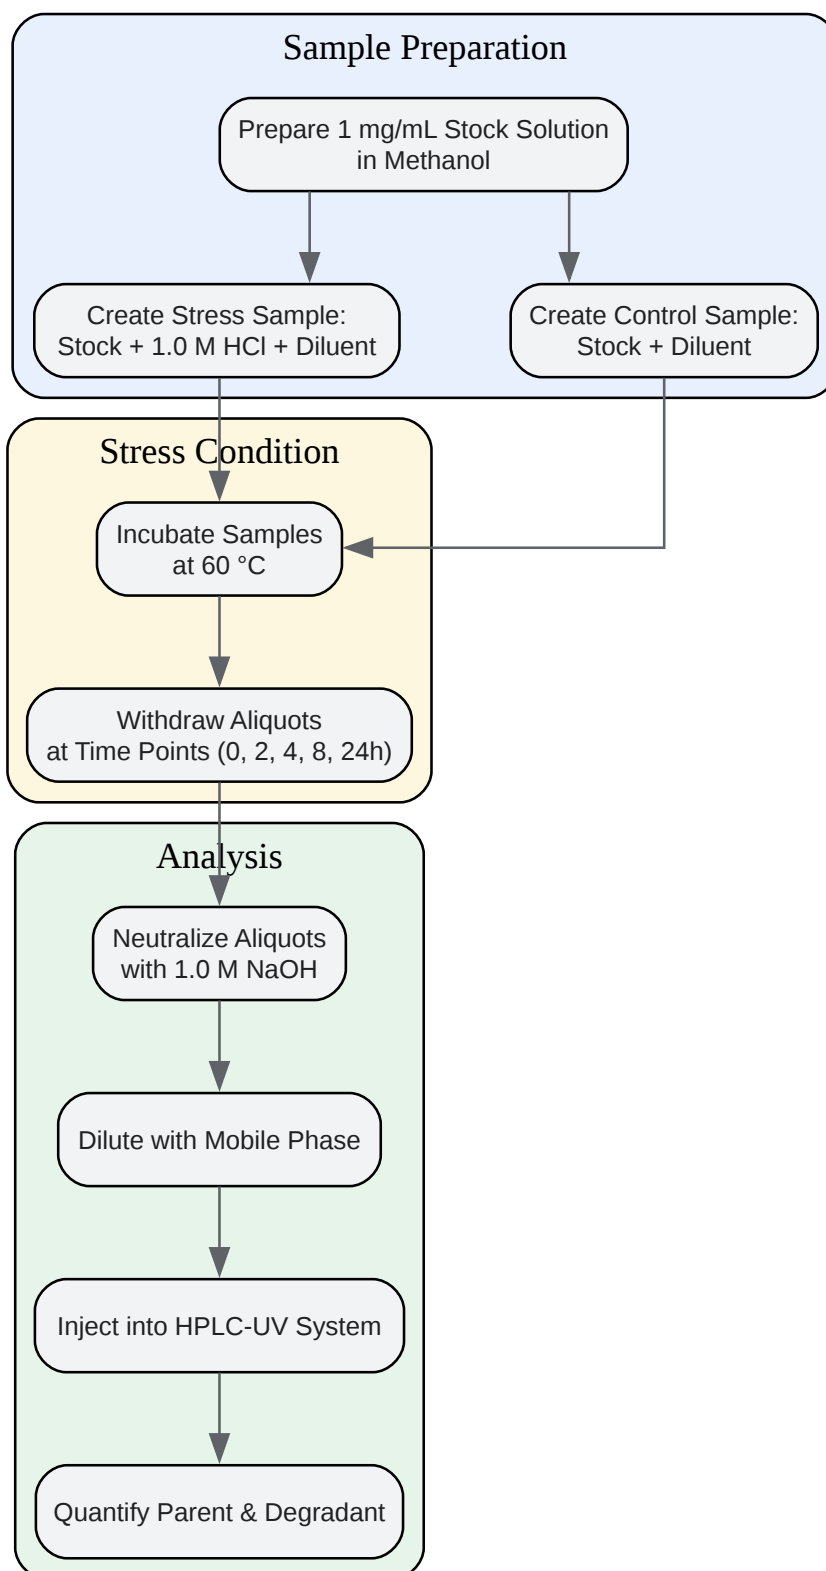 Sample Preparation
Prepare 1 mg/mL Stock Solution
in Methanol
Create Stress Sample:
Stock + 1.0 M HCl + Diluent
Create Control Sample:
Stock + Diluent
Stress Condition
Incubate Samples
at 60 °C
Withdraw Aliquots
at Time Points (0, 2, 4, 8, 24h)
Analysis
Neutralize Aliquots
with 1.0 M NaOH
Dilute with Mobile Phase
Inject into HPLC-UV System
Quantify Parent & Degradant